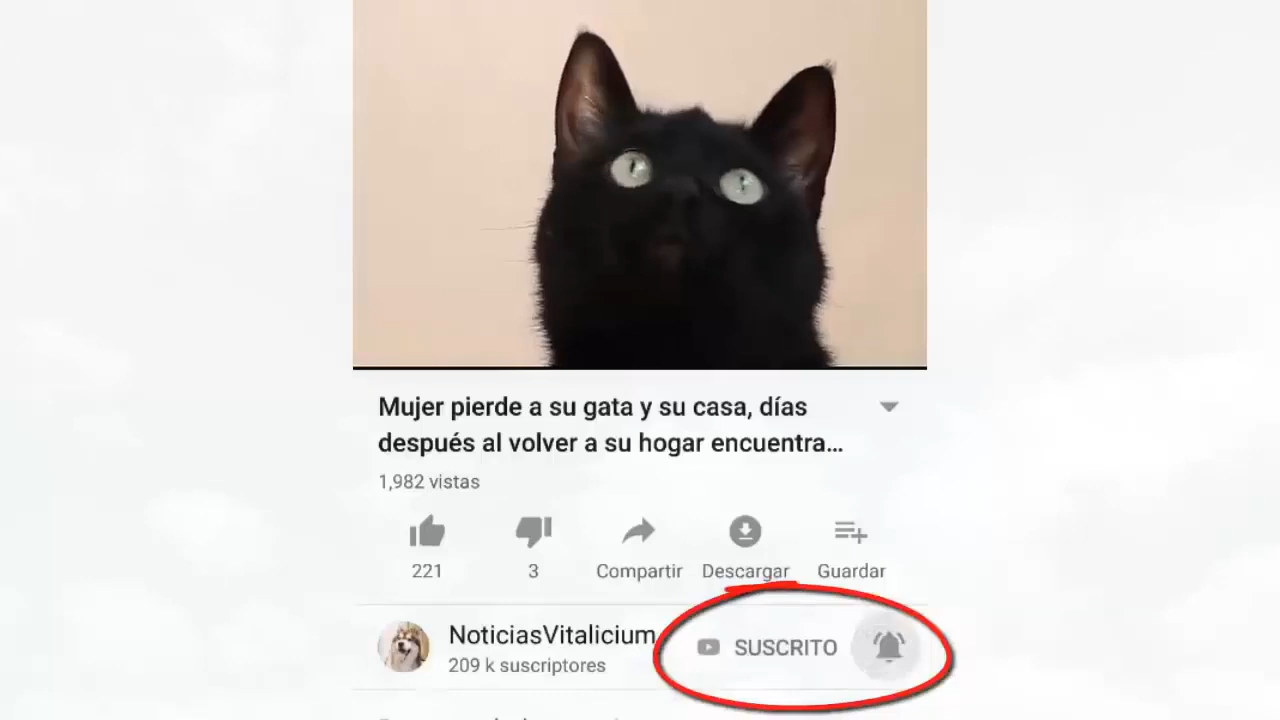 Mujer pierde a su gata y su casa, días
después al volver a su hogar encuentra...
1,982 vistas
221
3
Compartir
Descargar
Guardar
NoticiasVitalicium
SUSCRITO
209 k suscriptores